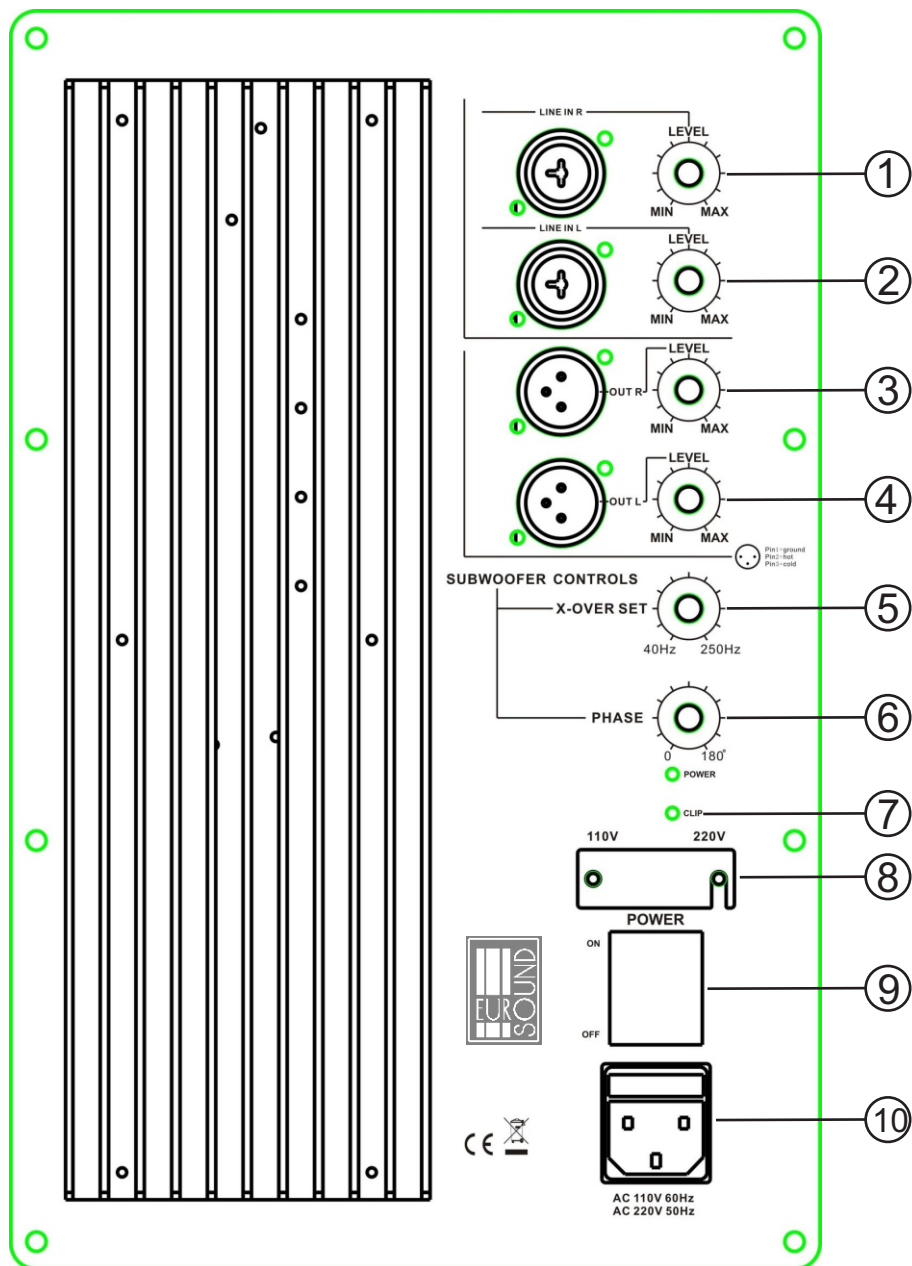 LINE IN R
LEVEL
MIN MAX
1
LINE IN L
LEVEL
MIN MAX
2
LEVEL
OUT R
MIN MAX
3
LEVEL
OUT L
MIN MAX
4
Pin1-ground
Pin2-hot
Pin3-cold
SUBWOOFER CONTROLS
X-OVER SET
40Hz 250Hz
5
PHASE
0 180°
6
POWER
CLIP
7
110V 220V
8
POWER
ON
OFF
9
EURO SOUND
CE
10
AC 110V 60Hz
AC 220V 50Hz